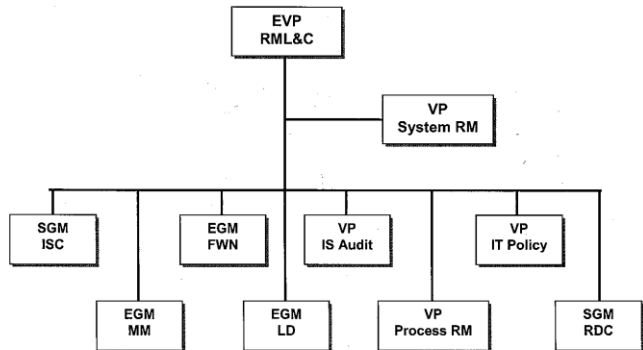 EVP
RML&C
VP
System RM
SGM
ISC
EGM
FWN
VP
IS Audit
VP
IT Policy
EGM
MM
EGM
LD
VP
Process RM
SGM
RDC